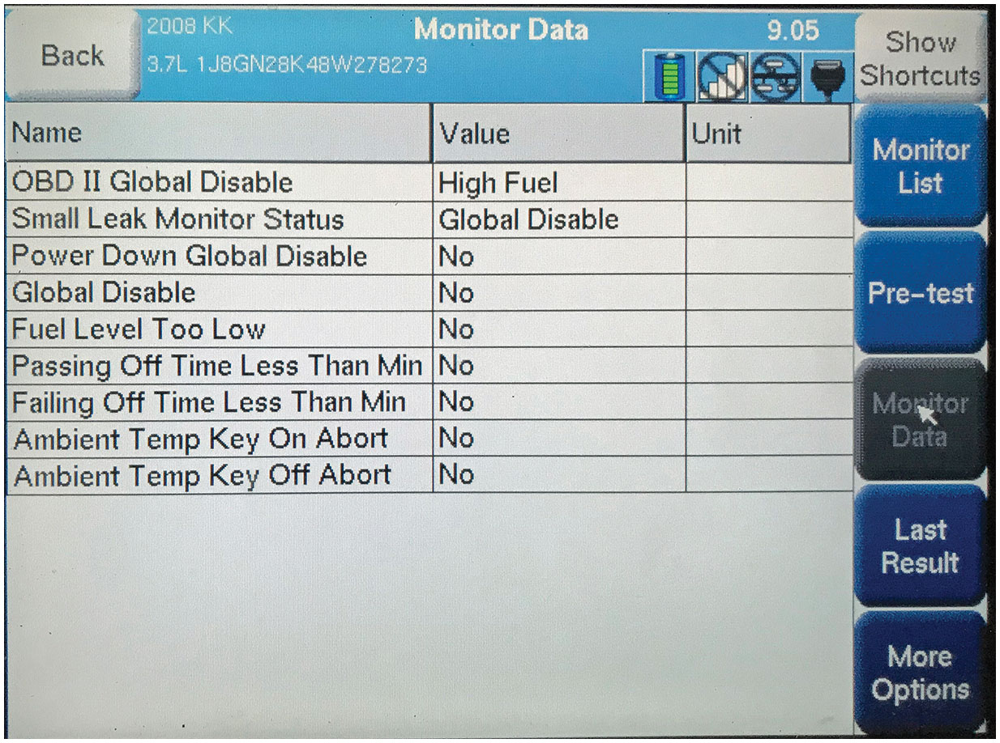 Back
2008 KK
Monitor Data
9.05
Show
Shortcuts
3.7L 1J8GN28K48W278273
Name Value Unit
OBD II Global Disable High Fuel
Small Leak Monitor Status Global Disable
Power Down Global Disable No
Global Disable No
Fuel Level Too Low No
Passing Off Time Less Than Min No
Failing Off Time Less Than Min No
Ambient Temp Key On Abort No
Ambient Temp Key Off Abort No
Monitor
List
Pre-test
Monitor
Data
Last
Result
More
Options